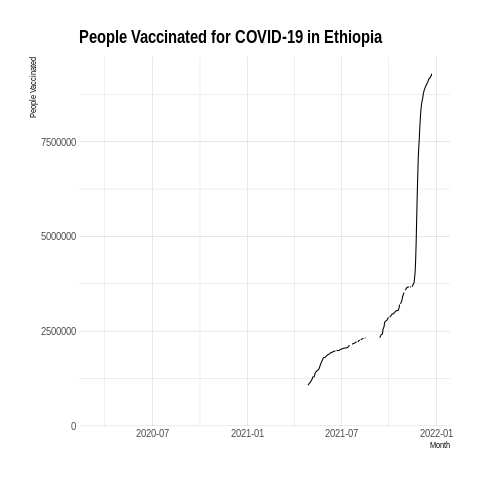 People Vaccinated for COVID-19 in Ethiopia
People Vaccinated
7500000
5000000
2500000
0
2020-07 2021-01 2021-07 2022-01
Month